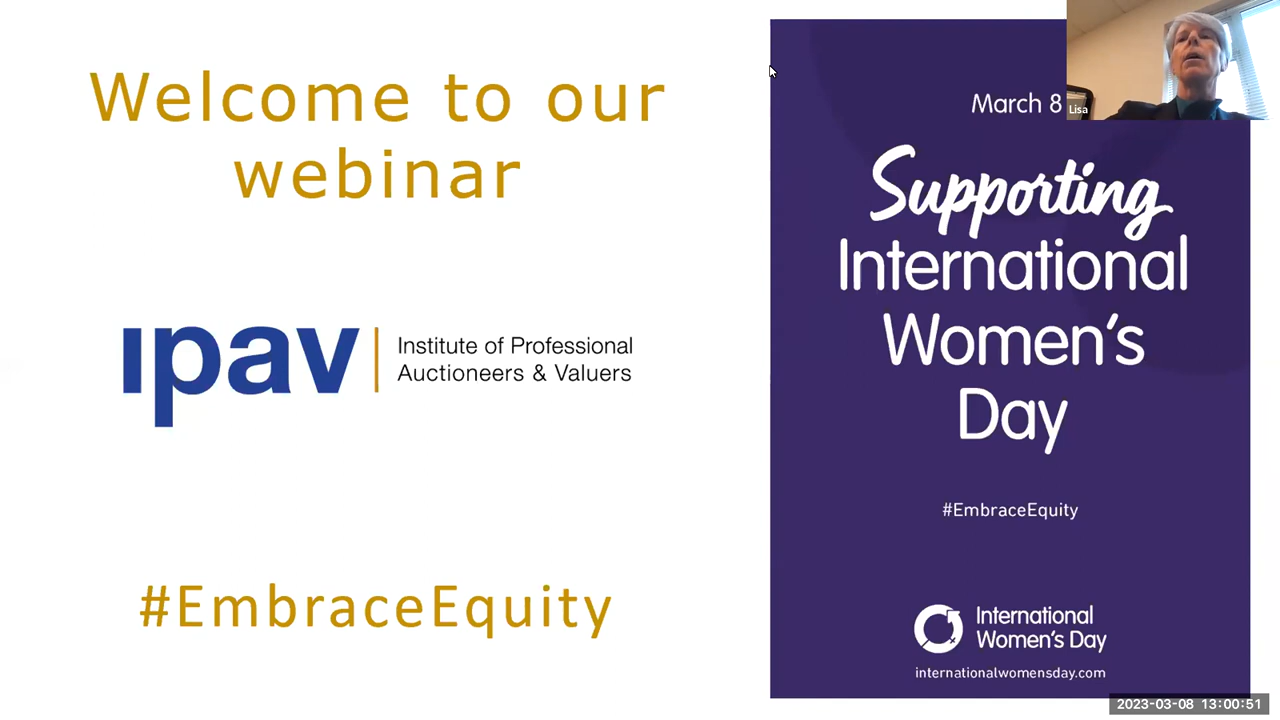 Welcome to our
webinar
ipav
Institute of Professional
Auctioneers & Valuers
#EmbraceEquity
March 8
Lisa
Supporting
International
Women's
Day
#EmbraceEquity
International
Women's Day
internationalwomensday.com
2023-03-08 13:00:51